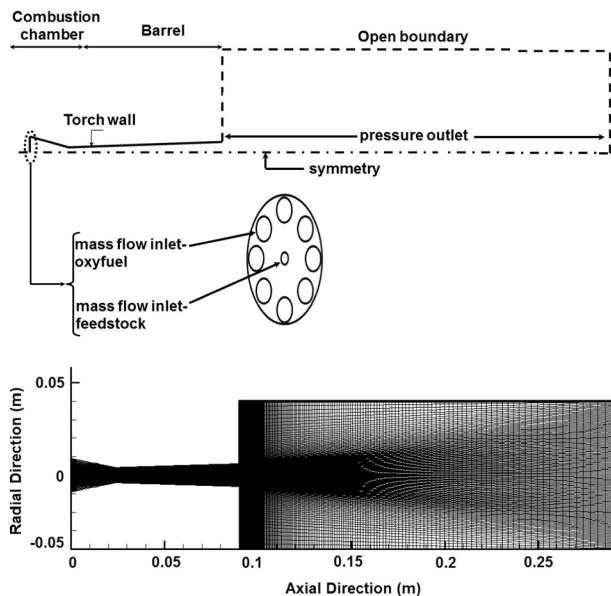 Combustion
chamber
Barrel
Open boundary
Torch wall
pressure outlet
symmetry
mass flow inlet-
oxyfuel
mass flow inlet-
feedstock
0.05
0
-0.05
Radial Direction (m)
0
0.05
0.1
0.15
0.2
0.25
Axial Direction (m)